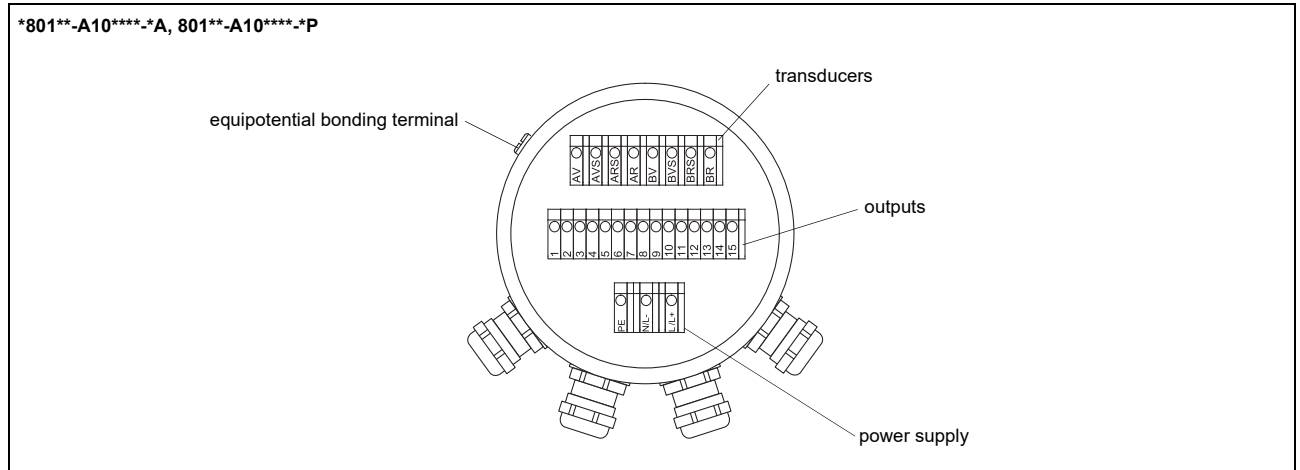 *801**-A10****-*A, 801**-A10****-*P
transducers
equipotential bonding terminal
AV AVS ARS AR BV BVS BRS BR
outputs
1 2 3 4 5 6 7 8 9 10 11 12 13 14 15
PE N/L- L/L+
power supply